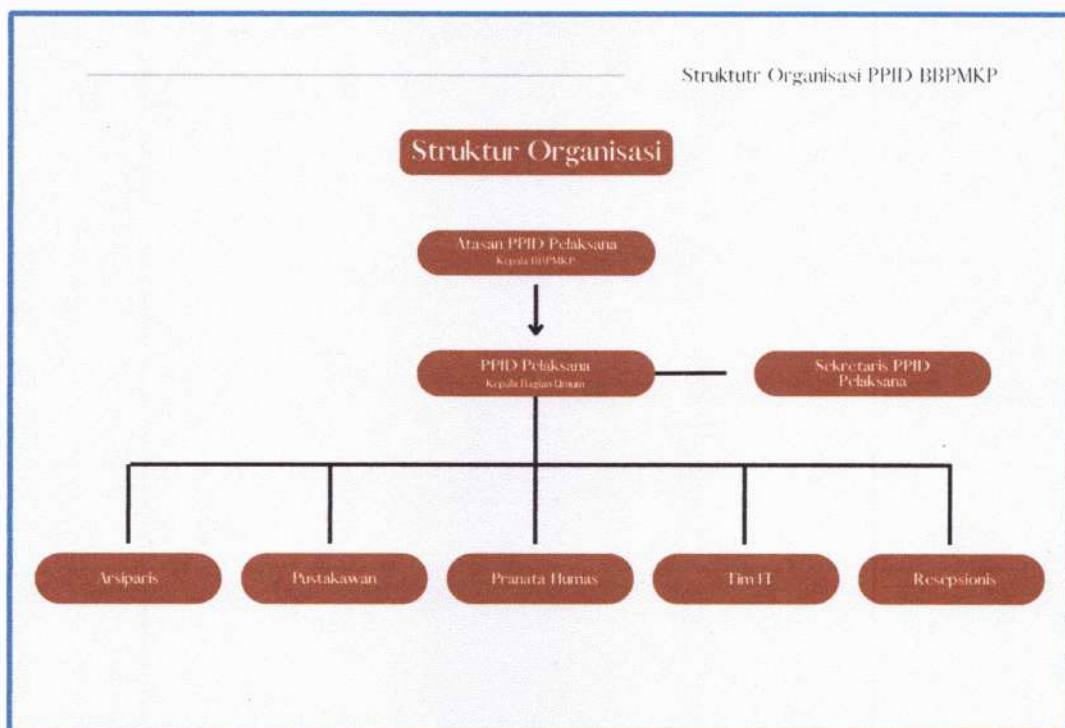 Struktutr Organisasi PPID BBPMKP
Struktur Organisasi
Atasan PPID Pelaksana
Kepala BBPMKP
PPID Pelaksana
Kepala Bagian Umum
Sekretaris PPID
Pelaksana
Arsiparis
Pustakawan
Pranata Humas
Tim IT
Resepsionis